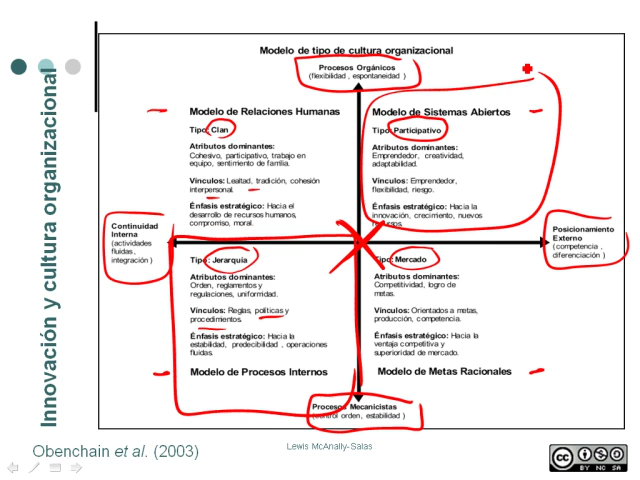 Innovación y cultura organizacional
Modelo de tipo de cultura organizacional
Procesos Orgánicos
(flexibilidad , espontaneidad )
Modelo de Relaciones Humanas
Tipo: Clan
Atributos dominantes:
Cohesivo, participativo, trabajo en
equipo, sentimiento de familia.
Vínculos: Lealtad, tradición, cohesión
interpersonal.
Énfasis estratégico: Hacia el
desarrollo de recursos humanos,
compromiso, moral.
Modelo de Sistemas Abiertos
Tipo: Participativo
Atributos dominantes:
Emprendedor, creatividad,
adaptabilidad.
Vínculos: Emprendedor,
flexibilidad, riesgo.
Énfasis estratégico: Hacia la
innovación, crecimiento, nuevos
recursos.
Continuidad
Interna
(actividades
fluidas,
integración )
Posicionamiento
Externo
(competencia ,
diferenciación )
Tipo: Jerarquía
Atributos dominantes:
Orden, reglamentos y
regulaciones, uniformidad.
Vínculos: Reglas, políticas y
procedimientos.
Énfasis estratégico: Hacia la
estabilidad, predecibilidad , operaciones
fluidas.
Modelo de Procesos Internos
Tipo: Mercado
Atributos dominantes:
Competitividad, logro de
metas.
Vínculos: Orientados a metas,
producción, competencia.
Énfasis estratégico: Hacia la
ventaja competitiva y
superioridad de mercado.
Modelo de Metas Racionales
Procesos Mecanicistas
(control orden, estabilidad )
Obenchain et al. (2003)
Lewis McAnally-Salas
cc
BY NC SA